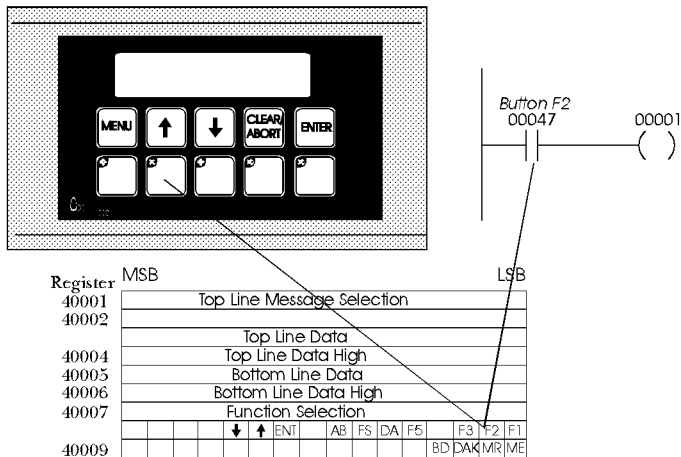 MENU
CLEAR/
ABORT
ENTER
Button F2
00047
00001
Register MSB LSB
40001 Top Line Message Selection
40002
Top Line Data
40004 Top Line Data High
40005 Bottom Line Data
40006 Bottom Line Data High
40007 Function Selection
ENT AB FS DA F5 F3 F2 F1
40009 BD DAK MR ME